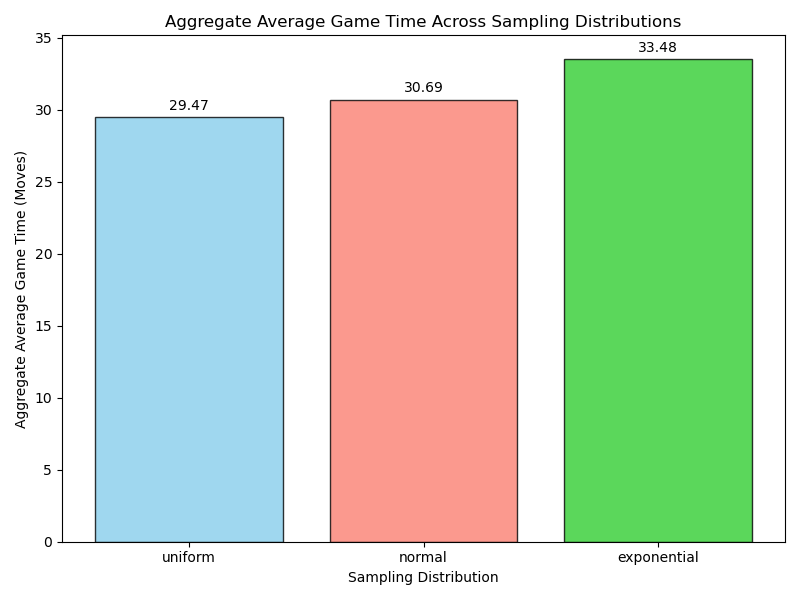 Aggregate Average Game Time Across Sampling Distributions
Aggregate Average Game Time (Moves)
35
30
25
20
15
10
5
0
29.47
30.69
33.48
uniform
normal
exponential
Sampling Distribution